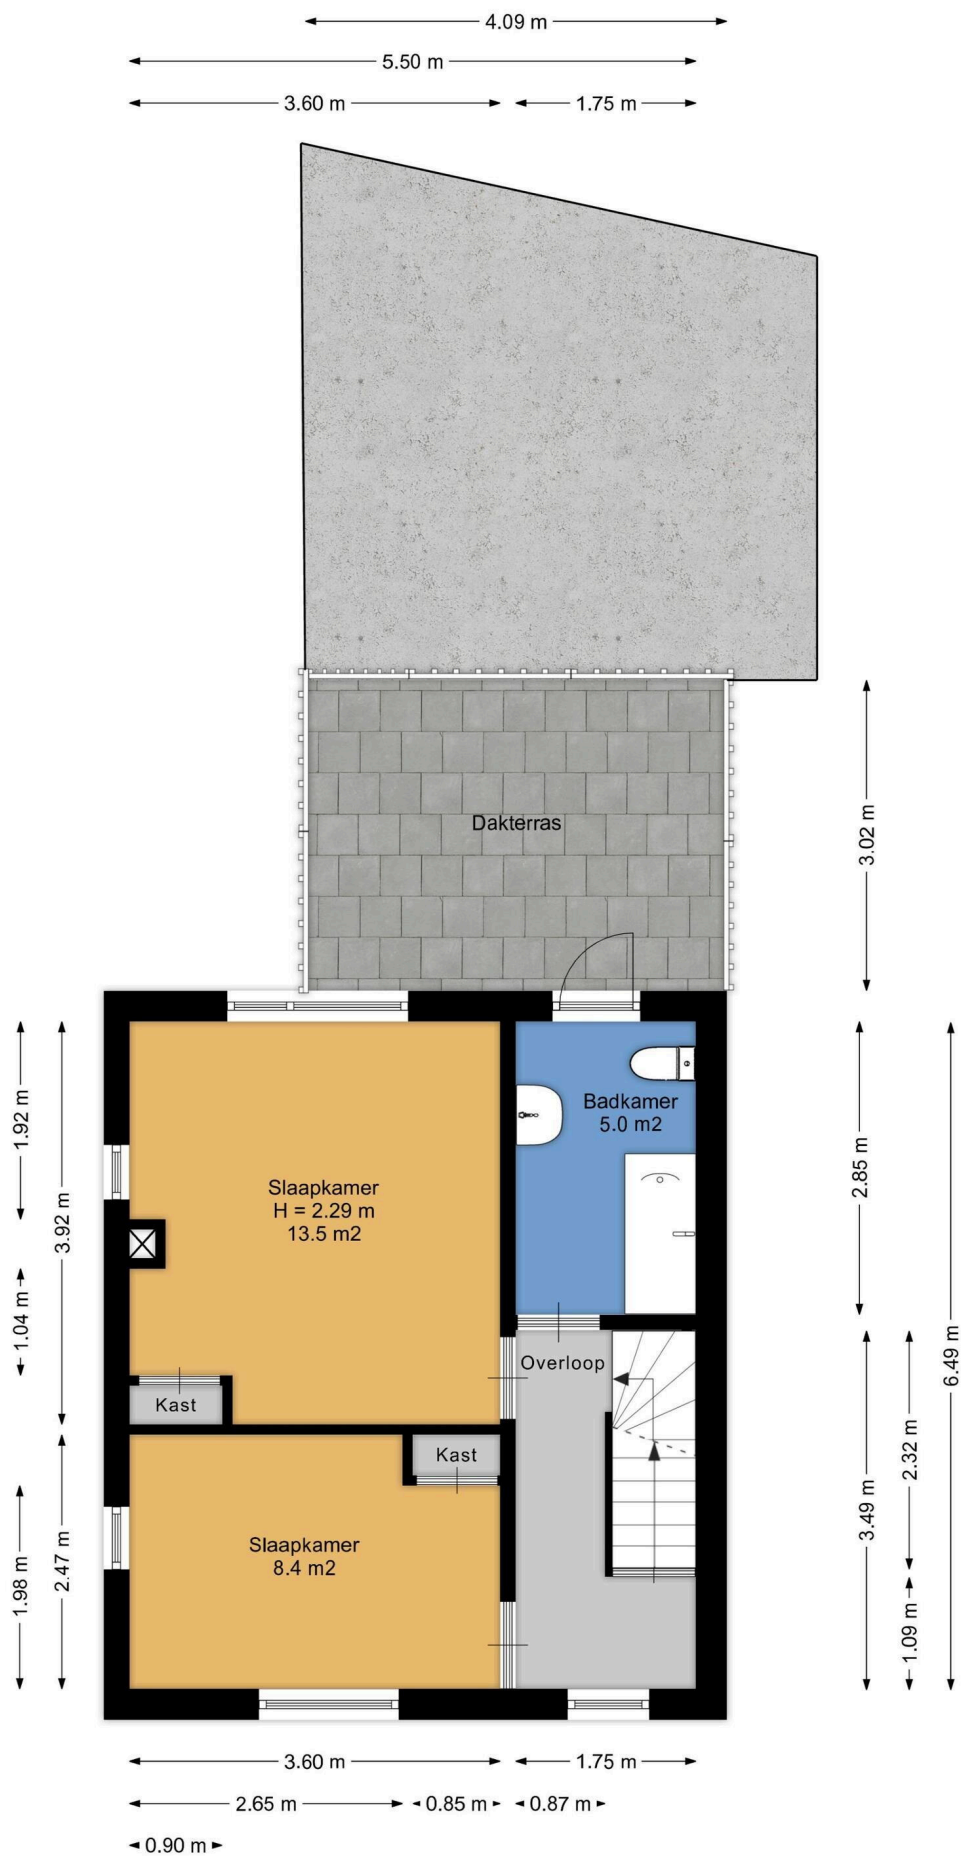 4.09 m
5.50 m
3.60 m
1.75 m
3.02 m
Dakterras
1.92 m
3.92 m
1.04 m
2.85 m
6.49 m
Badkamer
5.0 m2
Slaapkamer
H = 2.29 m
13.5 m2
Overloop
Kast
Kast
Slaapkamer
8.4 m2
1.98 m
2.47 m
3.49 m
2.32 m
1.09 m
3.60 m
1.75 m
2.65 m
0.85 m
0.87 m
0.90 m